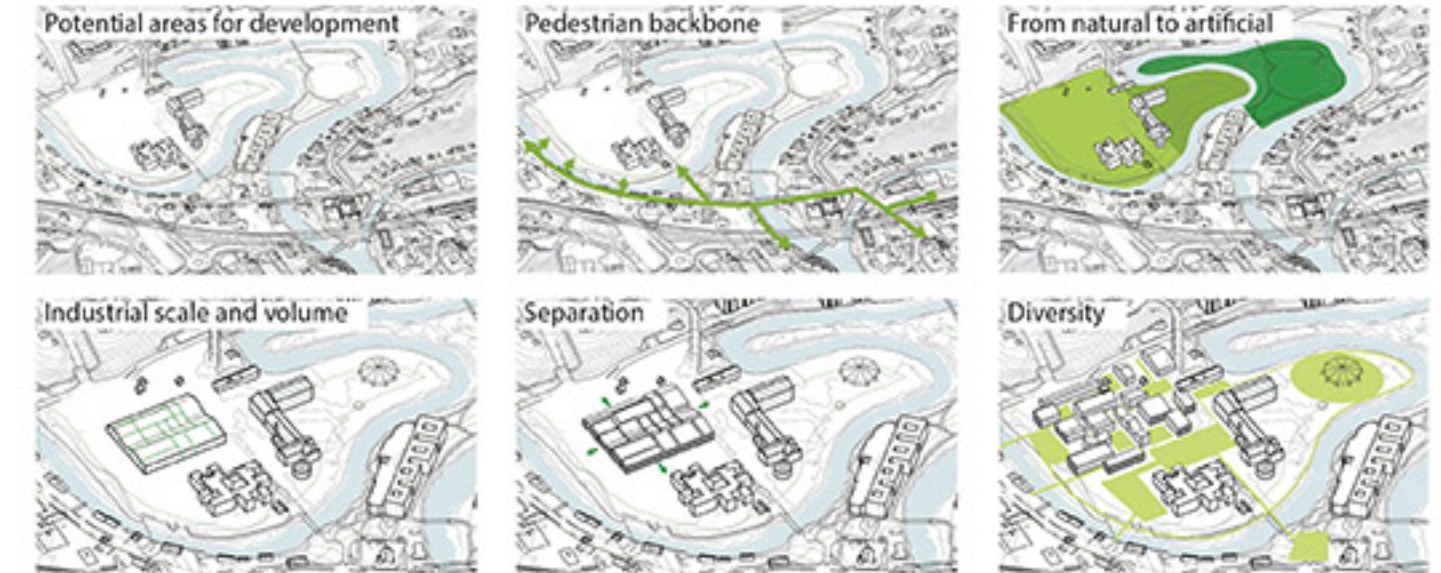 Potential areas for development
Pedestrian backbone
From natural to artificial
Industrial scale and volume
Separation
Diversity